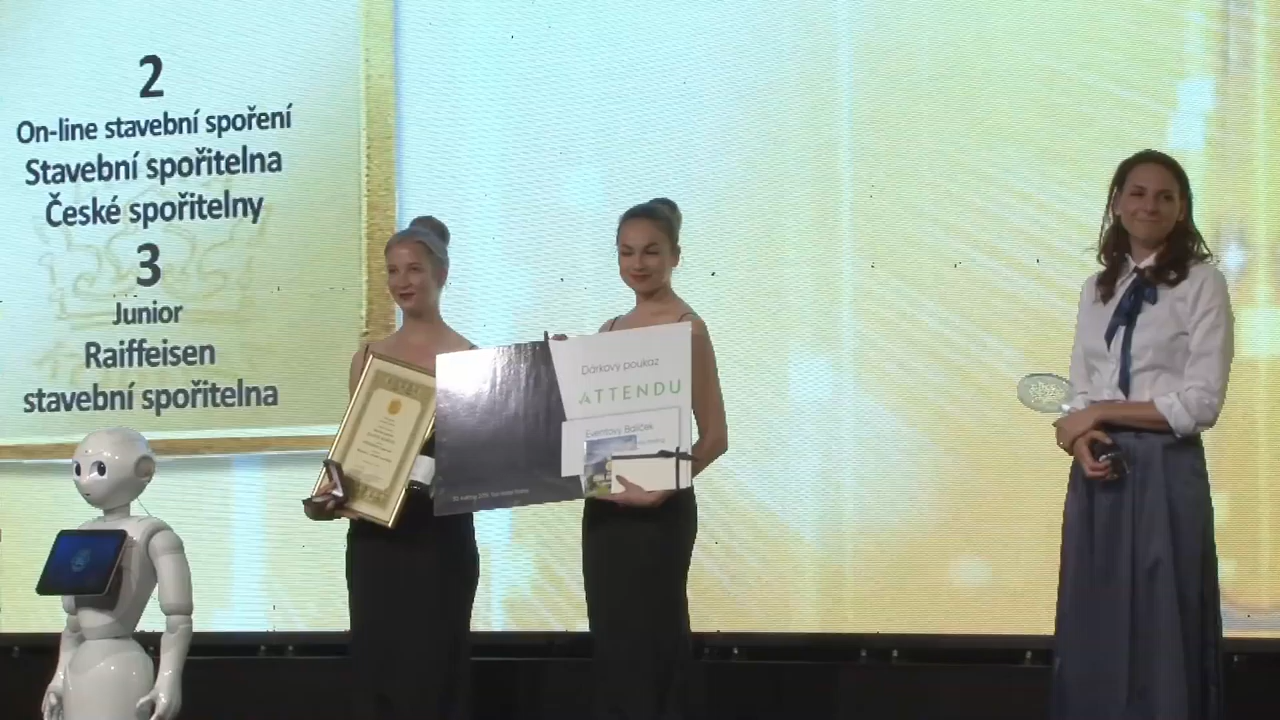 2
On-line stavební spoření
Stavební spořitelna
České spořitelny
3
Junior
Raiffeisen
stavební spořitelna
Dárkový poukaz
ATTENDU
Eventový Balíček